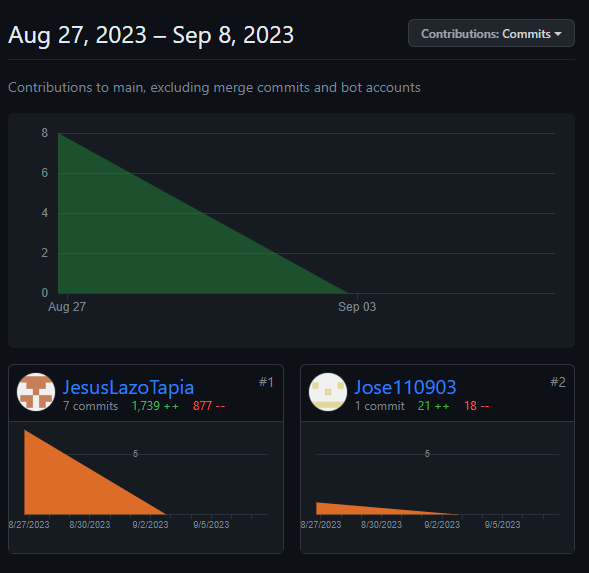 Aug 27, 2023 – Sep 8, 2023
Contributions: Commits
Contributions to main, excluding merge commits and bot accounts
8
6
4
2
0
Aug 27 Sep 03
JesusLazoTapia #1
7 commits 1,739 ++ 877 --
5
8/27/2023 8/30/2023 9/2/2023 9/5/2023
Jose110903 #2
1 commit 21 ++ 18 --
5
8/27/2023 8/30/2023 9/2/2023 9/5/2023